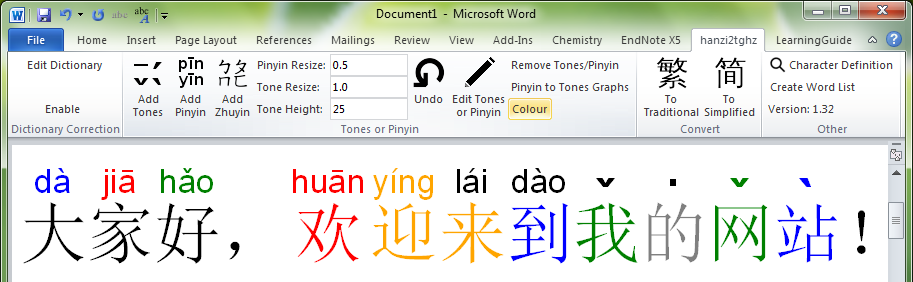 Document1 - Microsoft Word
File Home Insert Page Layout References Mailings Review View Add-Ins Chemistry EndNote X5 hanzi2tghz LearningGuide
Edit Dictionary
Enable
Dictionary Correction
Add Tones
pīn yīn
Add Pinyin
ㄅㄆㄇ
Add Zhuyin
Pinyin Resize: 0.5
Tone Resize: 1.0
Tone Height: 25
Undo
Edit Tones or Pinyin
Remove Tones/Pinyin
Pinyin to Tones Graphs
Colour
Tones or Pinyin
繁
To Traditional
简
To Simplified
Convert
Character Definition
Create Word List
Version: 1.32
Other
dà jiā hǎo huān yíng lái dào ˇ · ˇ ˋ
大家好，欢迎来到我的网站！